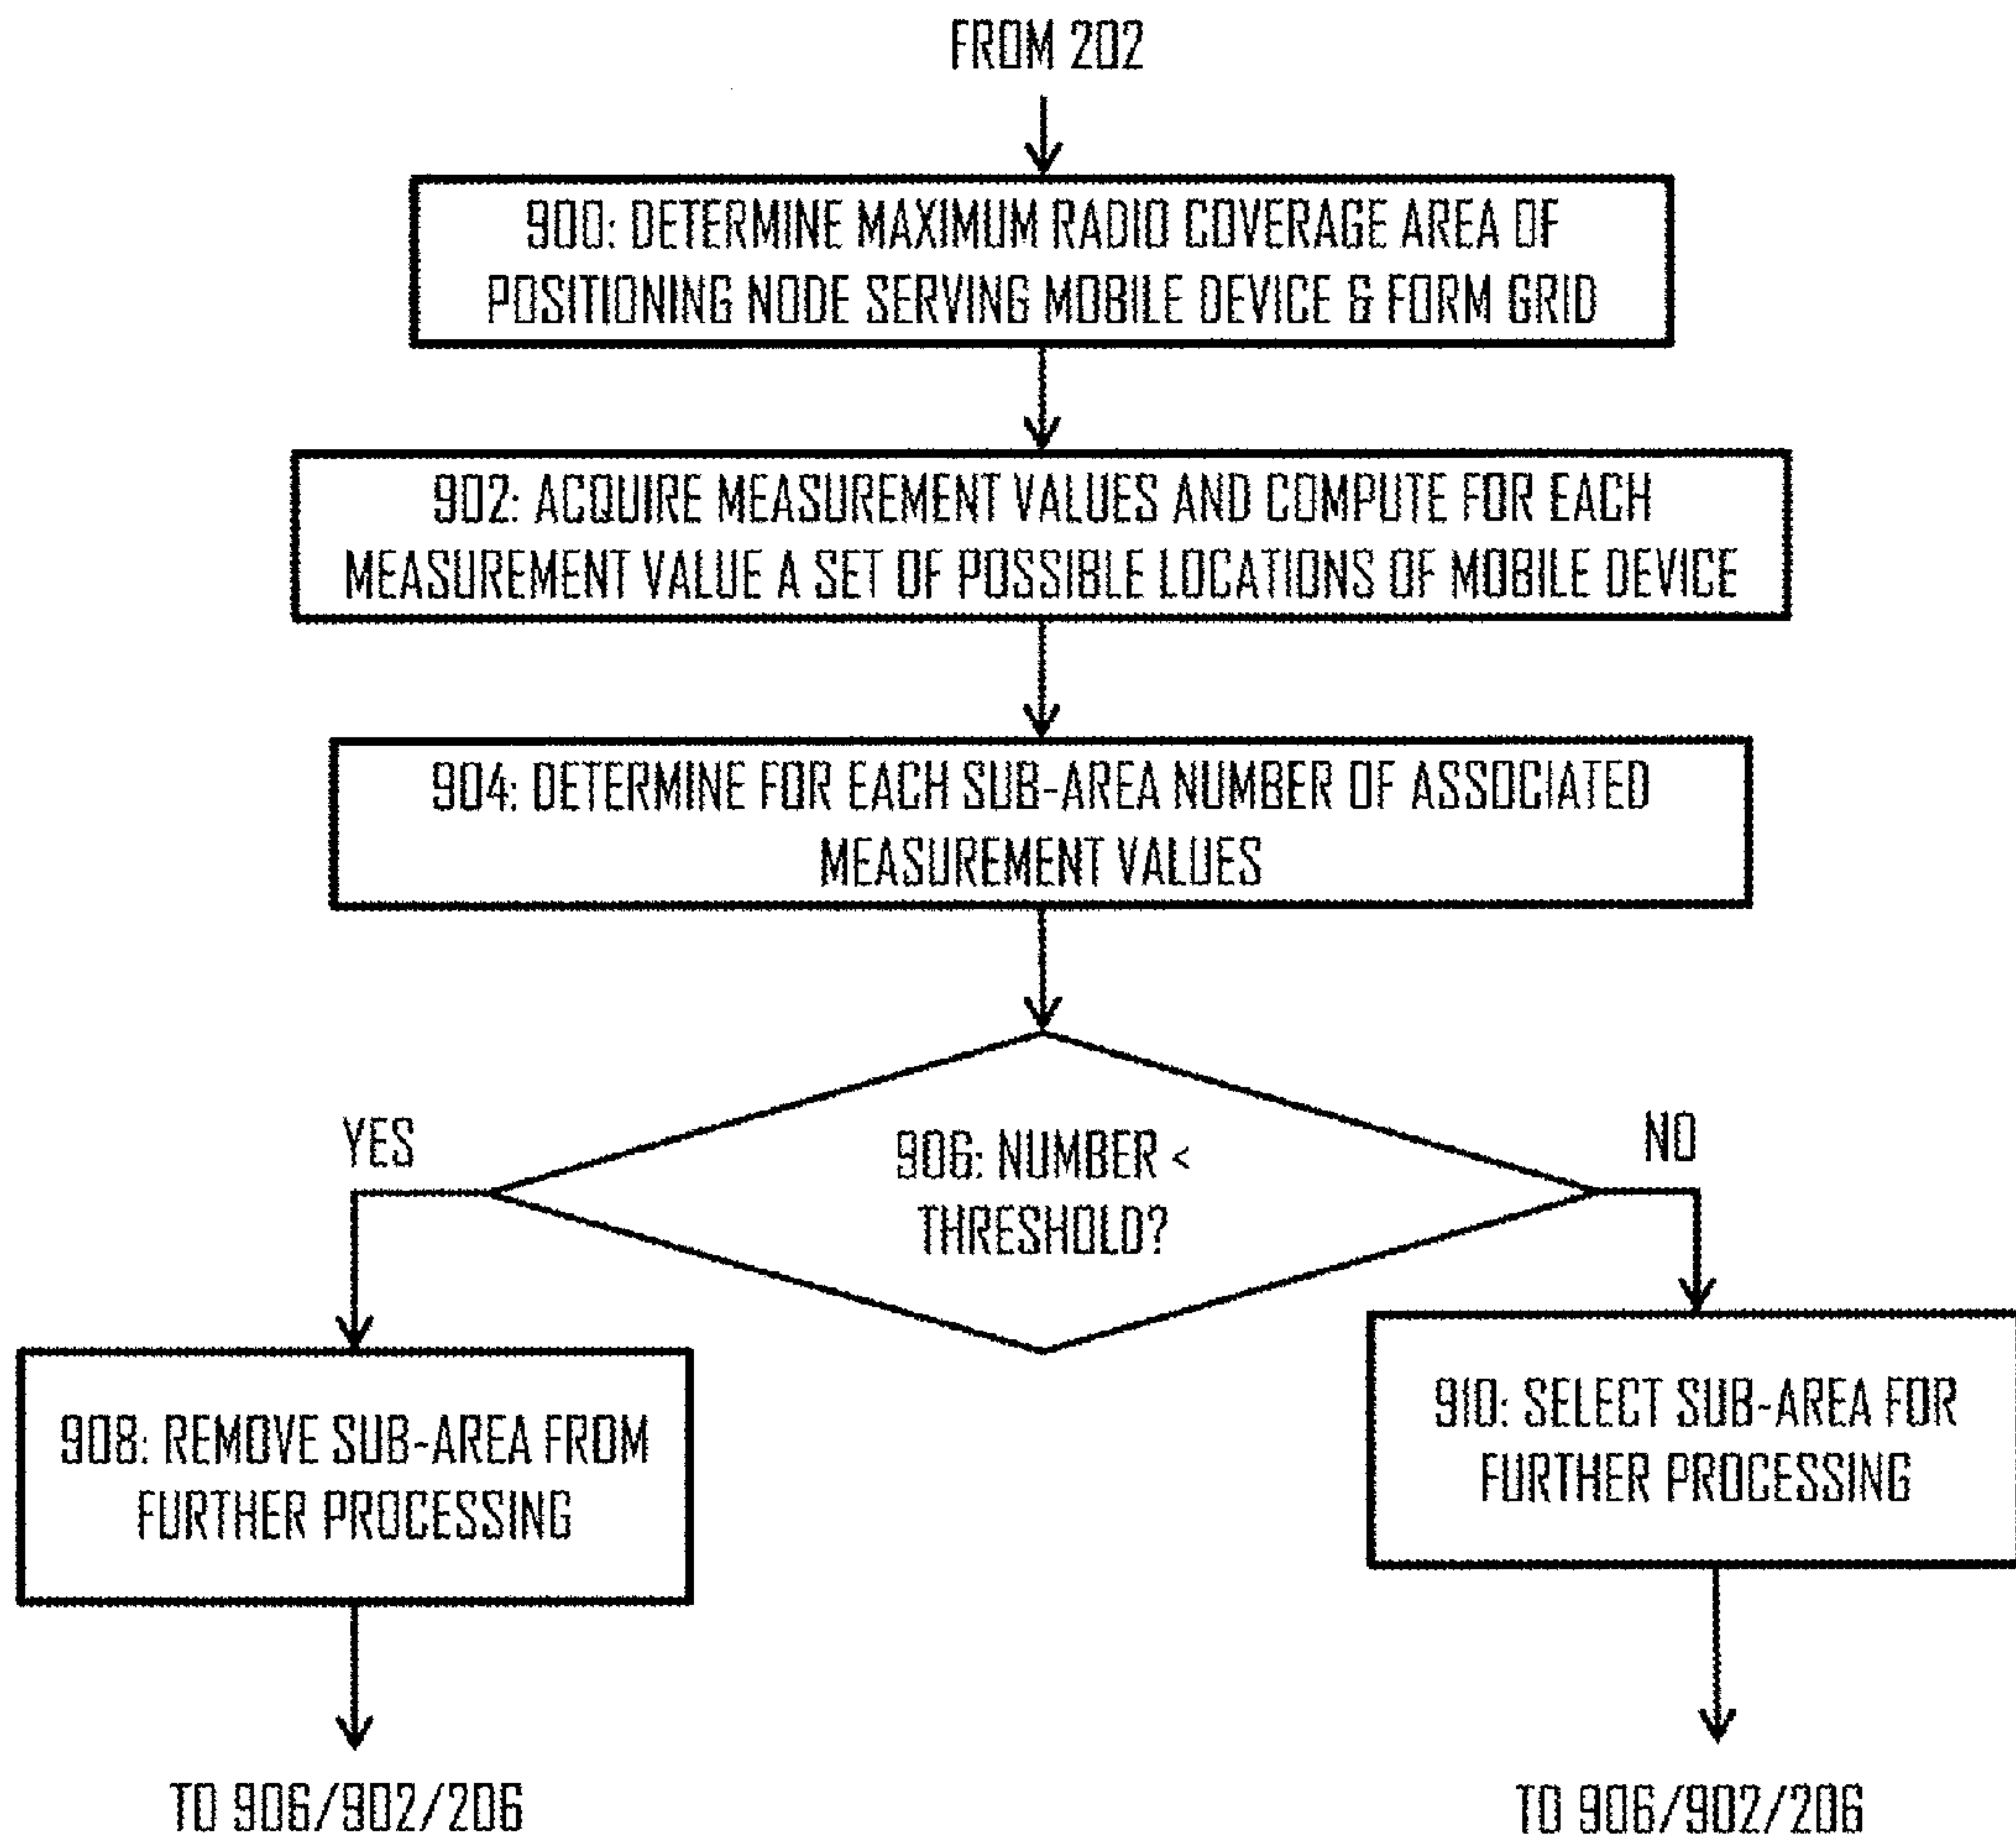 FROM 202
900: DETERMINE MAXIMUM RADIO COVERAGE AREA OF
POSITIONING NODE SERVING MOBILE DEVICE & FORM GRID
902: ACQUIRE MEASUREMENT VALUES AND COMPUTE FOR EACH
MEASUREMENT VALUE A SET OF POSSIBLE LOCATIONS OF MOBILE DEVICE
904: DETERMINE FOR EACH SUB-AREA NUMBER OF ASSOCIATED
MEASUREMENT VALUES
906: NUMBER <
THRESHOLD?
YES
NO
908: REMOVE SUB-AREA FROM
FURTHER PROCESSING
910: SELECT SUB-AREA FOR
FURTHER PROCESSING
TO 906/902/206
TO 906/902/206